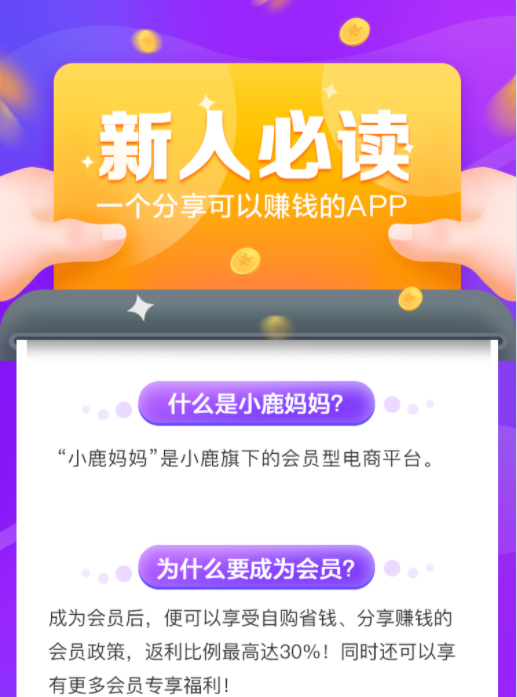 新人必读
一个分享可以赚钱的APP
什么是小鹿妈妈?
“小鹿妈妈”是小鹿旗下的会员型电商平台。
为什么要成为会员?
成为会员后，便可以享受自购省钱、分享赚钱的
会员政策，返利比例最高达30%！同时还可以享
有更多会员专享福利！